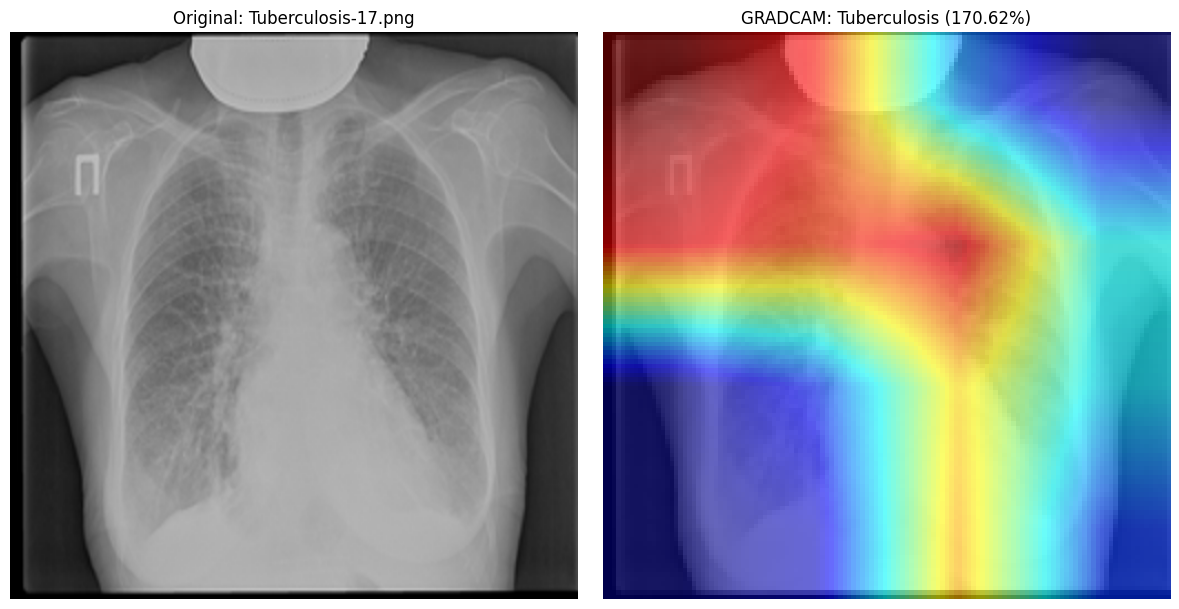 Original: Tuberculosis-17.png
GRADCAM: Tuberculosis (170.62%)
П
П